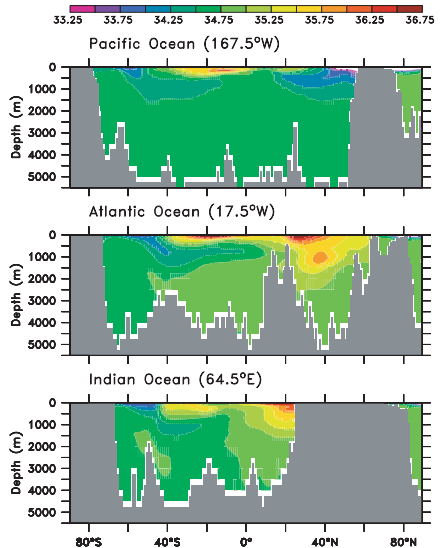 33.25 33.75 34.25 34.75 35.25 35.75 36.25 36.75
Pacific Ocean (167.5°W)
0
1000
2000
3000
4000
5000
Depth (m)
Atlantic Ocean (17.5°W)
0
1000
2000
3000
4000
5000
Depth (m)
Indian Ocean (64.5°E)
0
1000
2000
3000
4000
5000
Depth (m)
80°S 40°S 0° 40°N 80°N